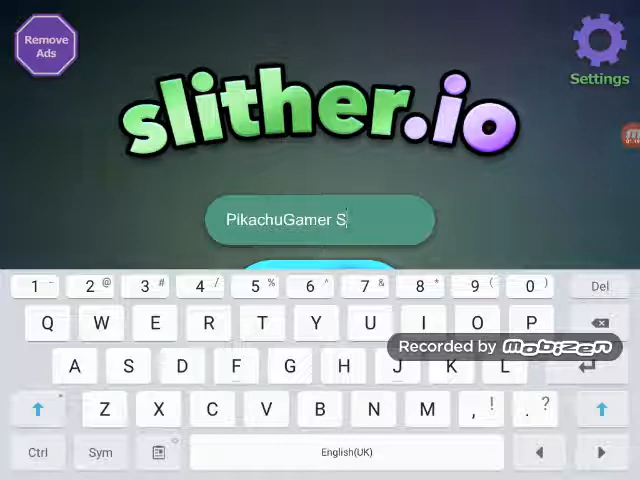 Remove
Ads
Settings
slither.io
PikachuGamer S
1 - 2 @ 3 # 4 / 5 % 6 ^ 7 & 8 * 9 ( 0 ) Del
Q W E R T Y U I O P
Recorded by Mobizen
A S D F G H J K L
Z X C V B N M , ! . ?
Ctrl Sym English(UK)